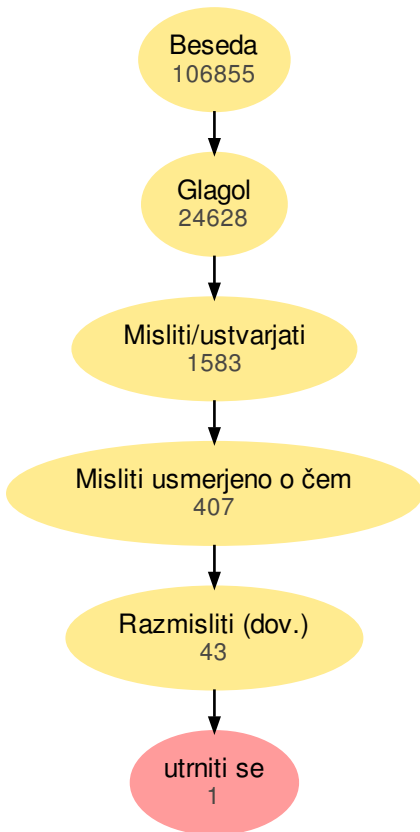 Beseda
106855
Glagol
24628
Misliti/ustvarjati
1583
Misliti usmerjeno o čem
407
Razmisliti (dov.)
43
utrniti se
1